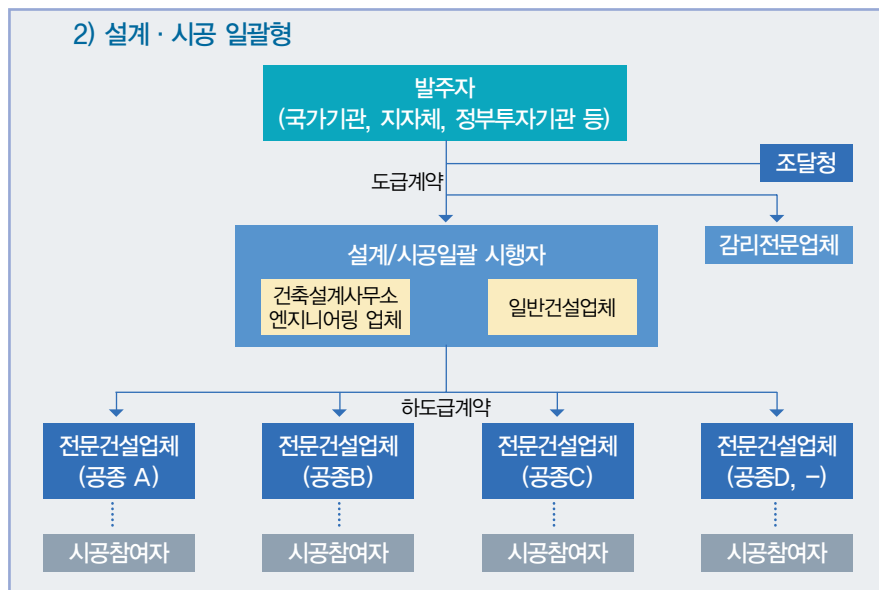 2) 설계 · 시공 일괄형
발주자
(국가기관, 지자체, 정부투자기관 등)
조달청
도급계약
감리전문업체
설계/시공일괄 시행자
건축설계사무소
엔지니어링 업체
일반건설업체
하도급계약
전문건설업체
(공종 A)
전문건설업체
(공종B)
전문건설업체
(공종C)
전문건설업체
(공종D, –)
시공참여자
시공참여자
시공참여자
시공참여자